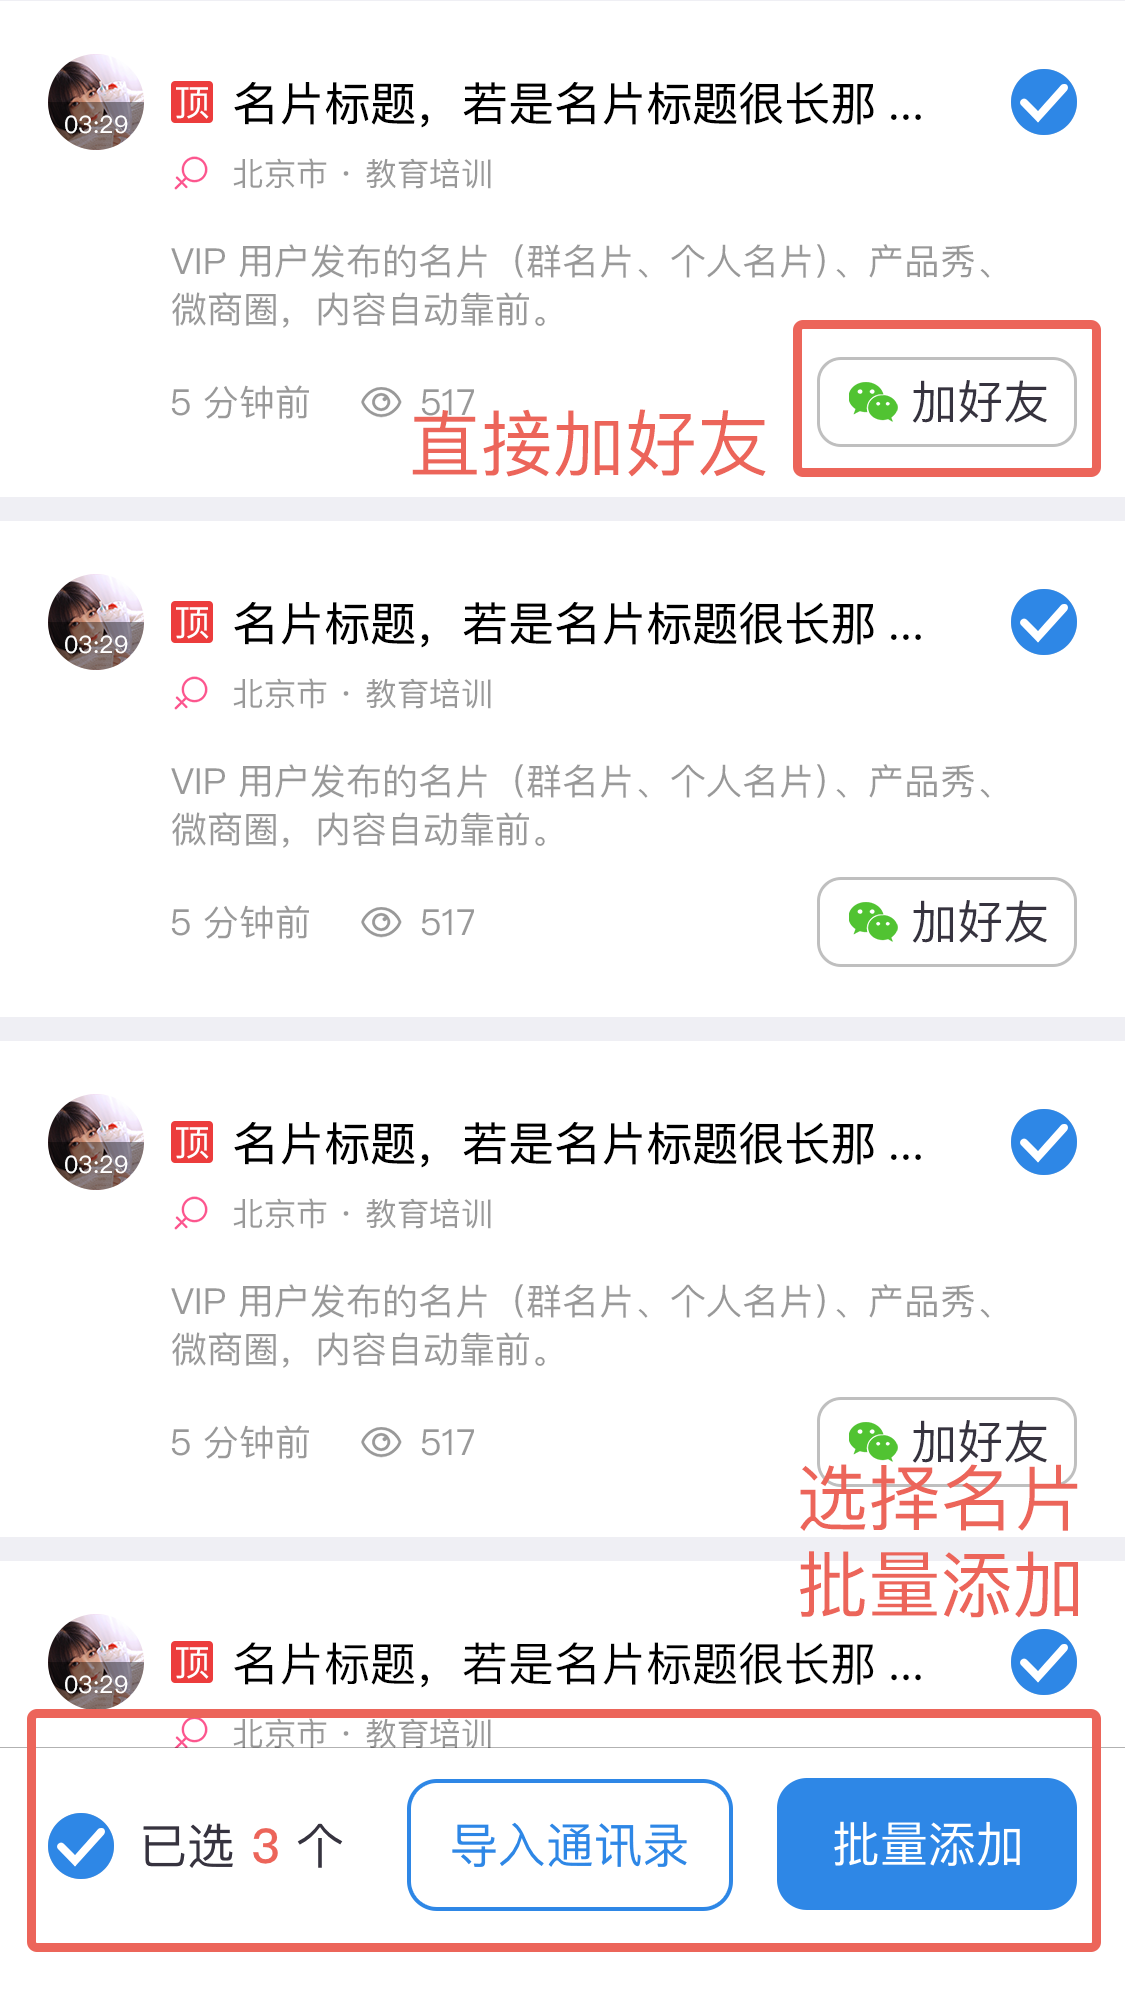 顶 名片标题，若是名片标题很长那 ...
03:29
北京市 · 教育培训
VIP 用户发布的名片（群名片、个人名片）、产品秀、
微商圈，内容自动靠前。
5 分钟前 517 加好友
直接加好友
顶 名片标题，若是名片标题很长那 ...
03:29
北京市 · 教育培训
VIP 用户发布的名片（群名片、个人名片）、产品秀、
微商圈，内容自动靠前。
5 分钟前 517 加好友
顶 名片标题，若是名片标题很长那 ...
03:29
北京市 · 教育培训
VIP 用户发布的名片（群名片、个人名片）、产品秀、
微商圈，内容自动靠前。
5 分钟前 517 加好友
选择名片
批量添加
顶 名片标题，若是名片标题很长那 ...
03:29
北京市 · 教育培训
已选 3 个 导入通讯录 批量添加